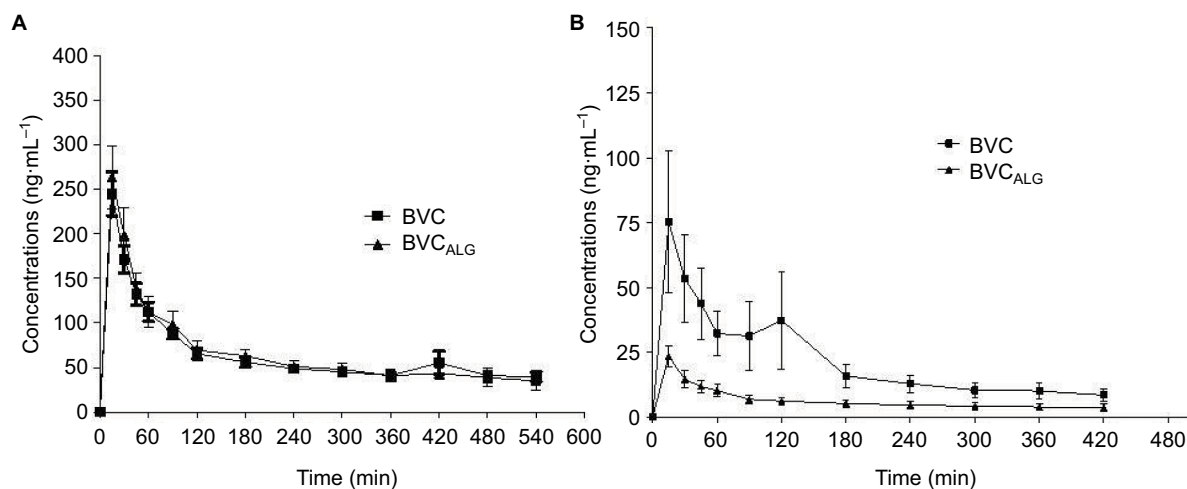 A
400
350
300
250
200
150
100
50
0
Concentrations (ng·mL⁻¹)
BVC
BVC_ALG
0 60 120 180 240 300 360 420 480 540 600
Time (min)
B
150
125
100
75
50
25
0
Concentrations (ng·mL⁻¹)
BVC
BVC_ALG
0 60 120 180 240 300 360 420 480
Time (min)